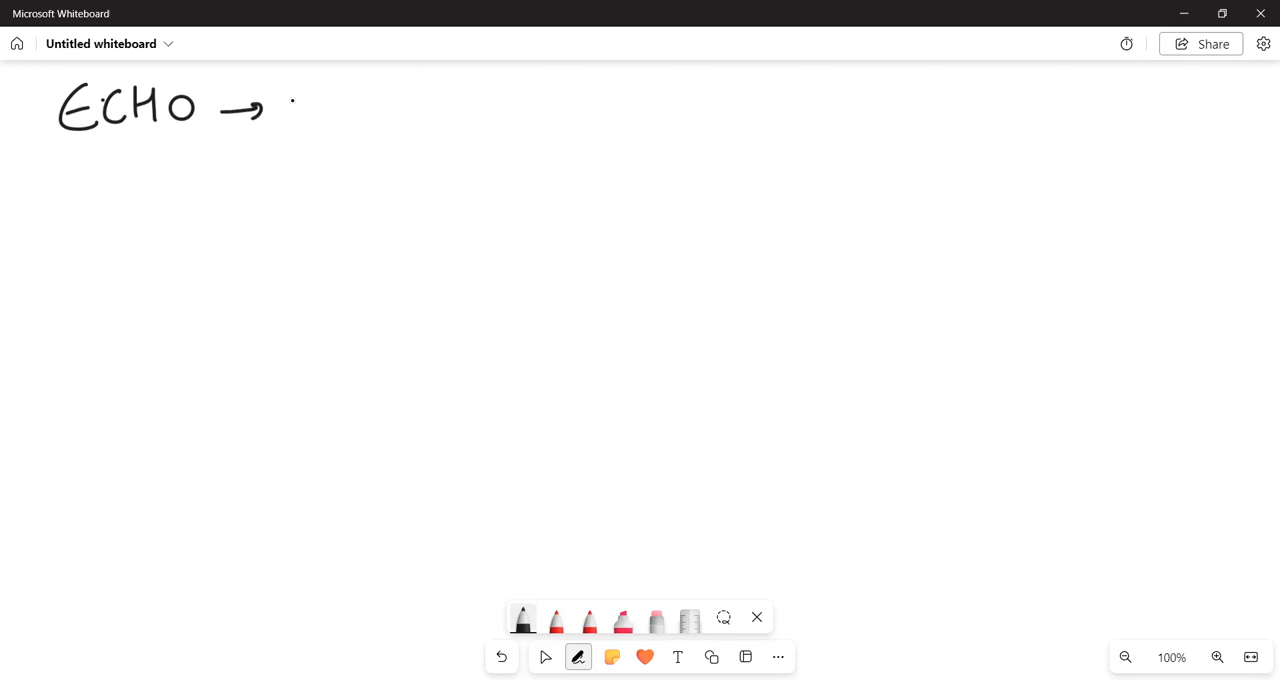 Microsoft Whiteboard
Untitled whiteboard
Share
ECHO →
100%